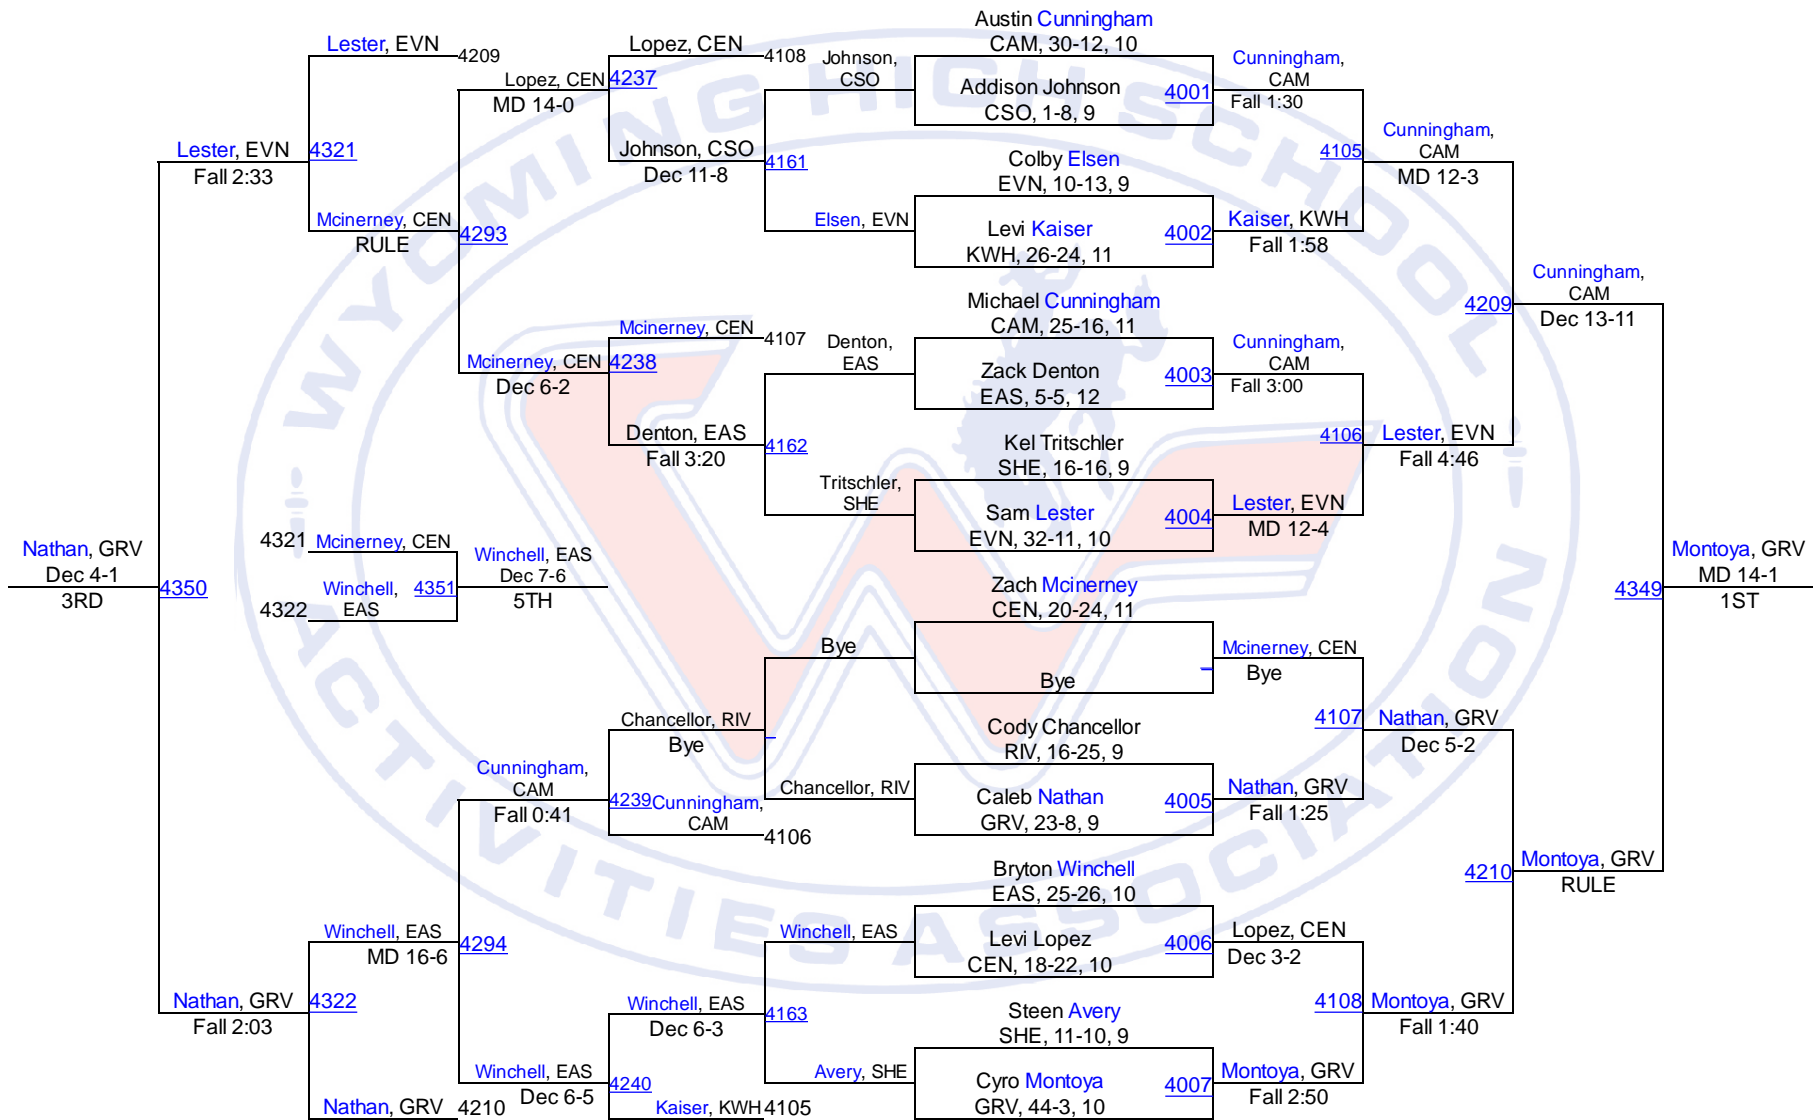 Austin Cunningham
CAM, 30-12, 10
Addison Johnson
CSO, 1-8, 9
4001
Colby Elsen
EVN, 10-13, 9
Levi Kaiser
KWH, 26-24, 11
4002
Michael Cunningham
CAM, 25-16, 11
Zack Denton
EAS, 5-5, 12
4003
Kel Tritschler
SHE, 16-16, 9
Sam Lester
EVN, 32-11, 10
4004
Zach Mcinerney
CEN, 20-24, 11
Bye
Cody Chancellor
RIV, 16-25, 9
Caleb Nathan
GRV, 23-8, 9
4005
Bryton Winchell
EAS, 25-26, 10
Levi Lopez
CEN, 18-22, 10
4006
Steen Avery
SHE, 11-10, 9
Cyro Montoya
GRV, 44-3, 10
4007
Cunningham,
CAM
Fall 1:30
4105
Kaiser, KWH
Fall 1:58
Cunningham,
CAM
Fall 3:00
4106
Lester, EVN
MD 12-4
Mcinerney, CEN
Bye
4107
Nathan, GRV
Fall 1:25
Lopez, CEN
Dec 3-2
4108
Montoya, GRV
Fall 2:50
Cunningham,
CAM
MD 12-3
4209
Lester, EVN
Fall 4:46
Nathan, GRV
Dec 5-2
4210
Montoya, GRV
Fall 1:40
Cunningham,
CAM
Dec 13-11
4349
Montoya, GRV
RULE
Montoya, GRV
MD 14-1
1ST
Johnson,
CSO
4161
Elsen, EVN
Denton,
EAS
4162
Tritschler,
SHE
Bye
Chancellor, RIV
Winchell, EAS
4163
Avery, SHE
Lopez, CEN
4108
4237
Johnson, CSO
Dec 11-8
Mcinerney, CEN
4107
4238
Denton, EAS
Fall 3:20
Chancellor, RIV
Bye
4239
Cunningham,
CAM
4106
Winchell, EAS
Dec 6-3
4240
Kaiser, KWH
4105
Lopez, CEN
MD 14-0
4293
Mcinerney, CEN
Dec 6-2
Cunningham,
CAM
Fall 0:41
4294
Winchell, EAS
Dec 6-5
Lester, EVN
4209
4321
Mcinerney, CEN
RULE
Winchell, EAS
MD 16-6
4322
Nathan, GRV
4210
Lester, EVN
Fall 2:33
4350
Nathan, GRV
Fall 2:03
Nathan, GRV
Dec 4-1
3RD
4321
Mcinerney, CEN
4322
Winchell,
EAS
4351
Winchell, EAS
Dec 7-6
5TH
WYOMING HIGH SCHOOL
ACTIVITIES ASSOCIATION